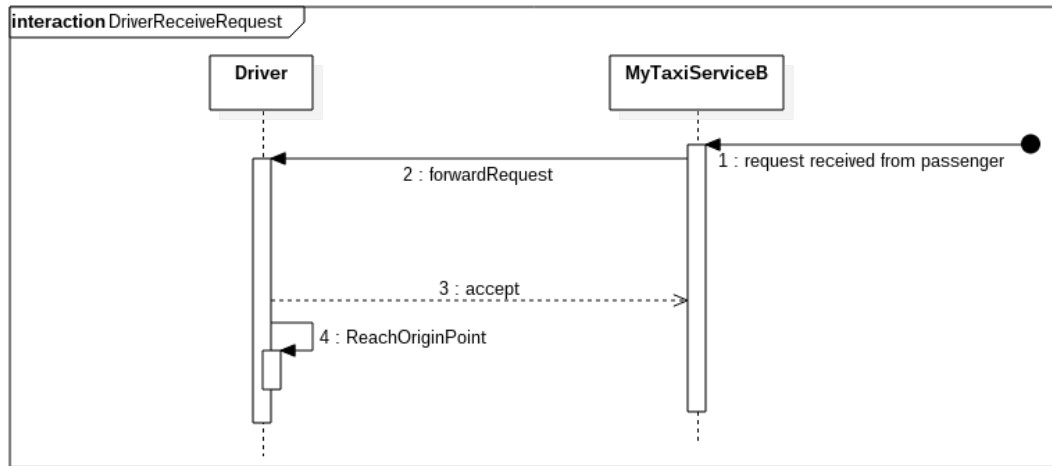 interaction DriverReceiveRequest
Driver
MyTaxiServiceB
1 : request received from passenger
2 : forwardRequest
3 : accept
4 : ReachOriginPoint